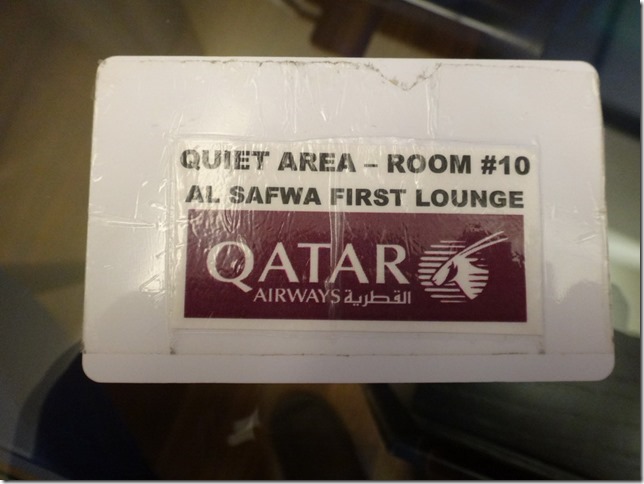 QUIET AREA – ROOM #10
AL SAFWA FIRST LOUNGE
QATAR
AIRWAYS القطرية